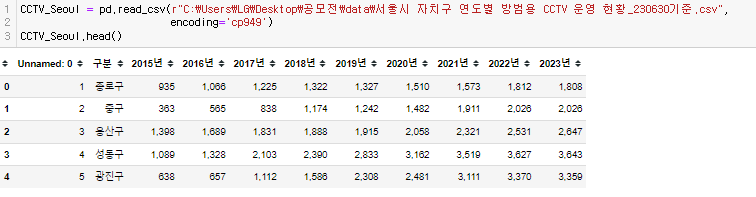 1 CCTV_Seoul = pd.read_csv(r"C:₩Users₩LG₩Desktop₩공모전₩data₩서울시 자치구 연도별 방범용 CCTV 운영 현황_230630기준.csv",
2 encoding='cp949')
3 CCTV_Seoul.head()
Unnamed: 0 구분 2015년 2016년 2017년 2018년 2019년 2020년 2021년 2022년 2023년
0 1 종로구 935 1,066 1,225 1,322 1,327 1,510 1,573 1,812 1,808
1 2 중구 363 565 838 1,174 1,242 1,482 1,911 2,026 2,026
2 3 용산구 1,398 1,689 1,831 1,888 1,915 2,058 2,321 2,531 2,647
3 4 성동구 1,089 1,328 2,103 2,390 2,833 3,162 3,519 3,627 3,643
4 5 광진구 638 657 1,112 1,586 2,308 2,481 3,111 3,370 3,359